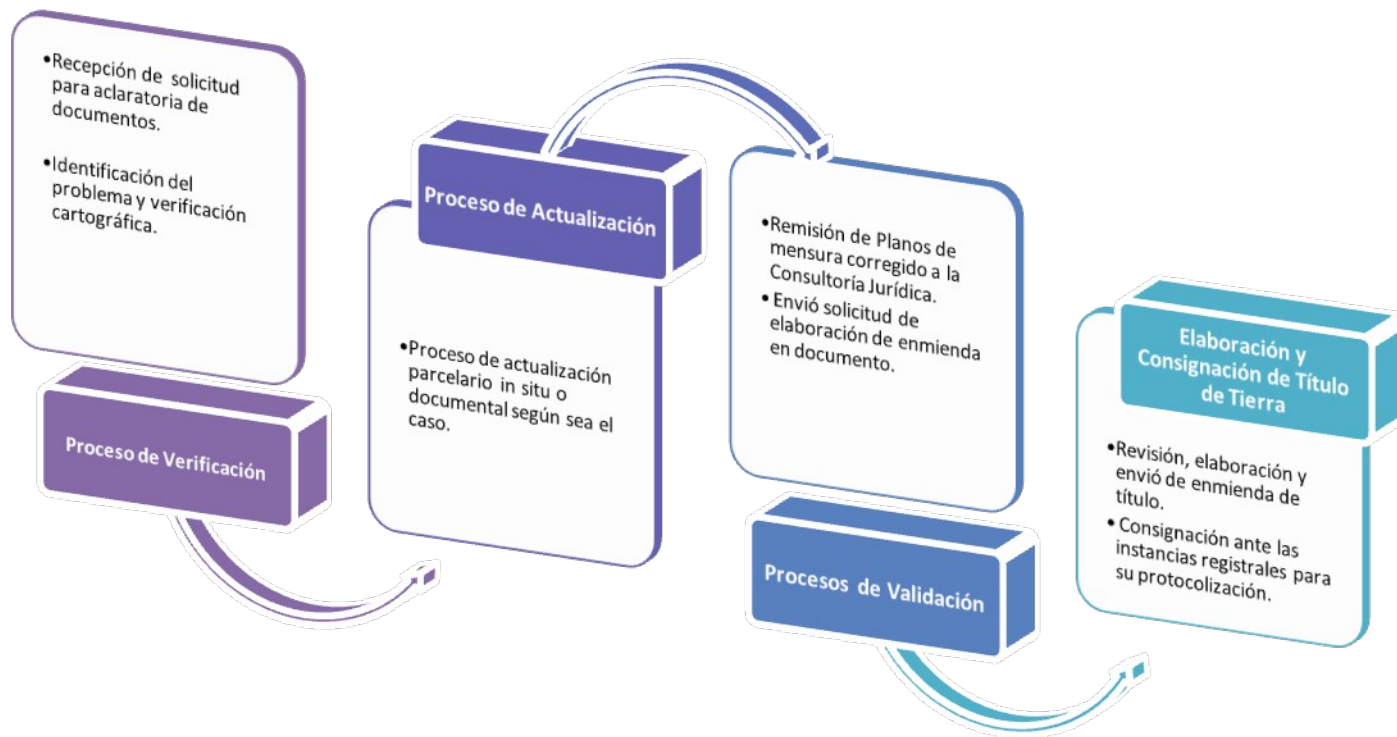 •Recepción de solicitud
para aclaratoria de
documentos.
•Identificación del
problema y verificación
cartográfica.
Proceso de Verificación
Proceso de Actualización
•Proceso de actualización
parcelario in situ o
documental según sea el
caso.
•Remisión de Planos de
mensura corregido a la
Consultoría Jurídica.
• Envió solicitud de
elaboración de enmienda
en documento.
Procesos de Validación
Elaboración y
Consignación de Título
de Tierra
•Revisión, elaboración y
envió de enmienda de
título.
• Consignación ante las
instancias registrales para
su protocolización.